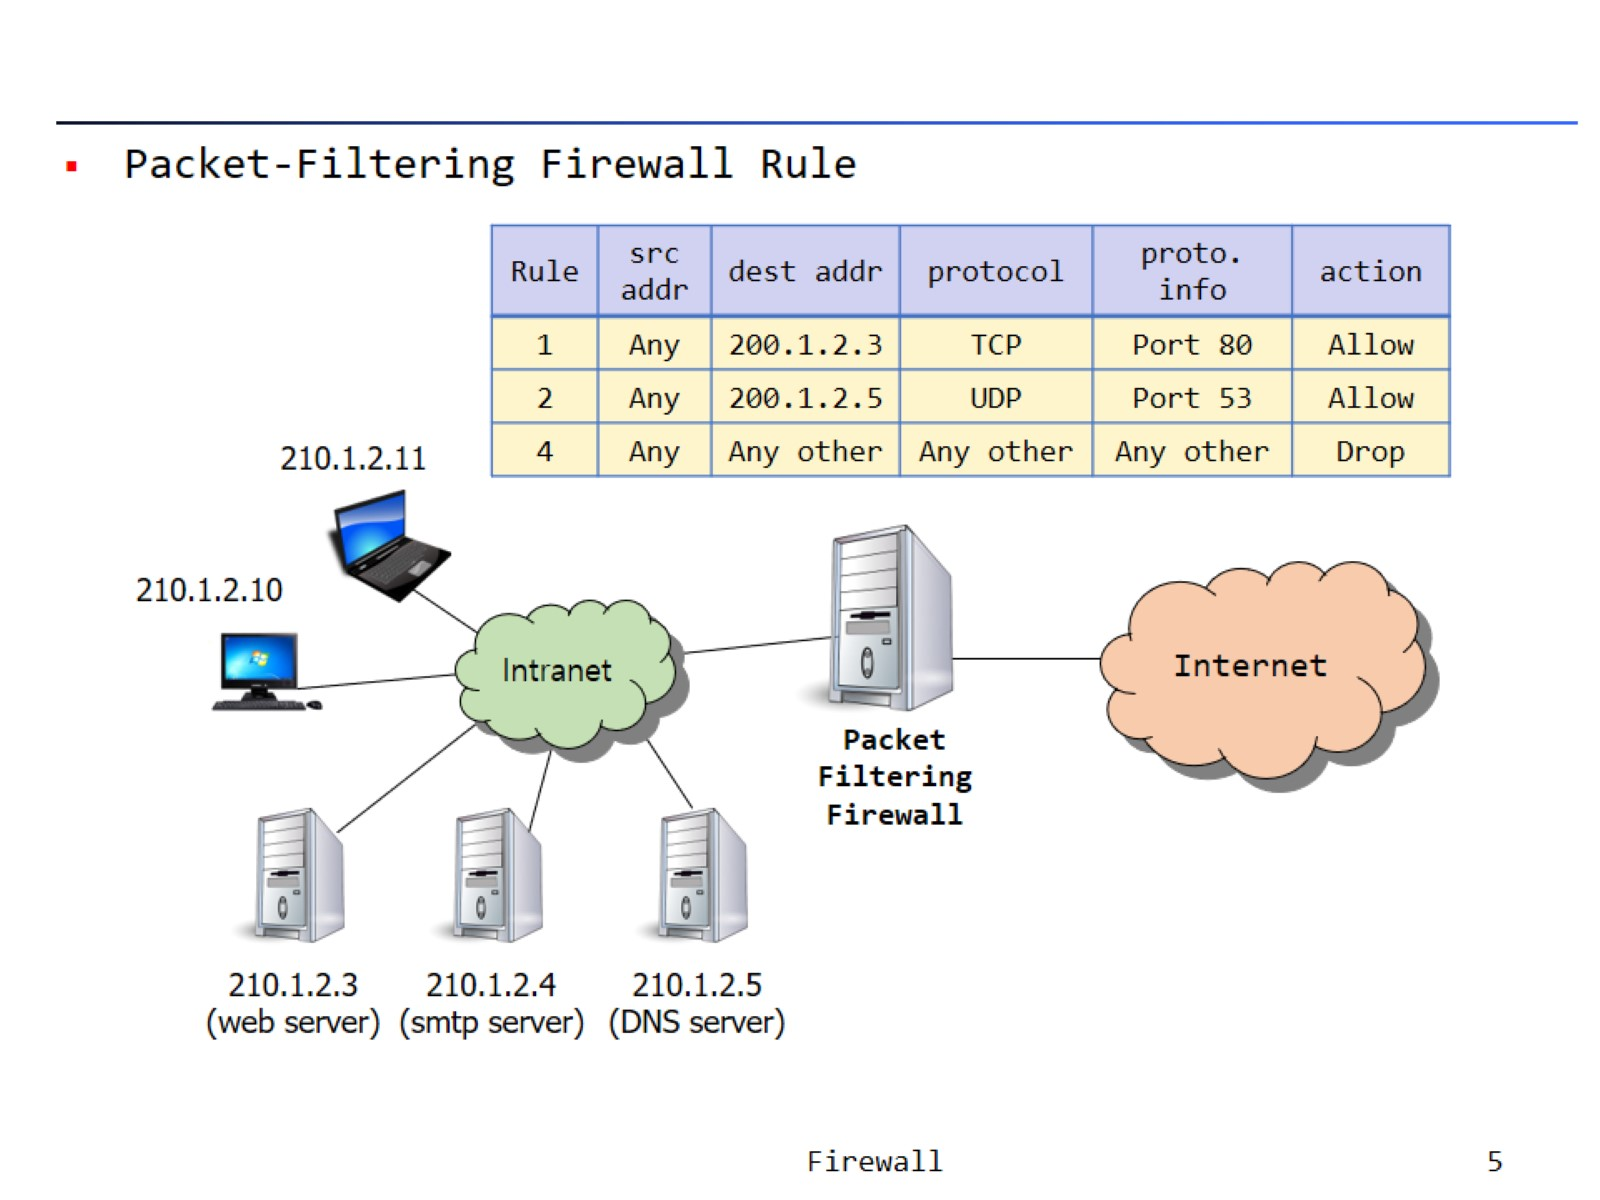 Packet-Filtering Firewall Rule
Rule src addr dest addr protocol proto. info action
1 Any 200.1.2.3 TCP Port 80 Allow
2 Any 200.1.2.5 UDP Port 53 Allow
4 Any Any other Any other Any other Drop
210.1.2.11
210.1.2.10
Intranet
Internet
Packet
Filtering
Firewall
210.1.2.3
(web server)
210.1.2.4
(smtp server)
210.1.2.5
(DNS server)
Firewall
5